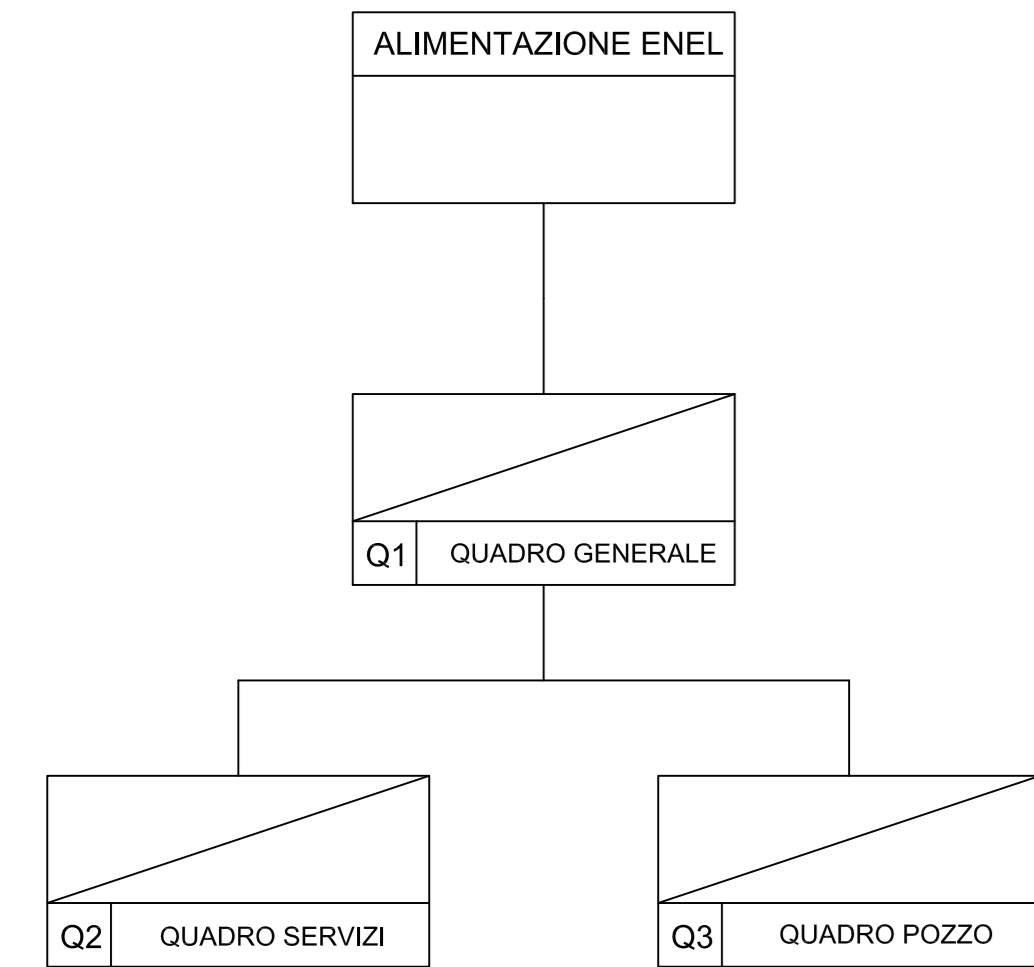 ALIMENTAZIONE ENEL
Q1 QUADRO GENERALE
Q2 QUADRO SERVIZI
Q3 QUADRO POZZO